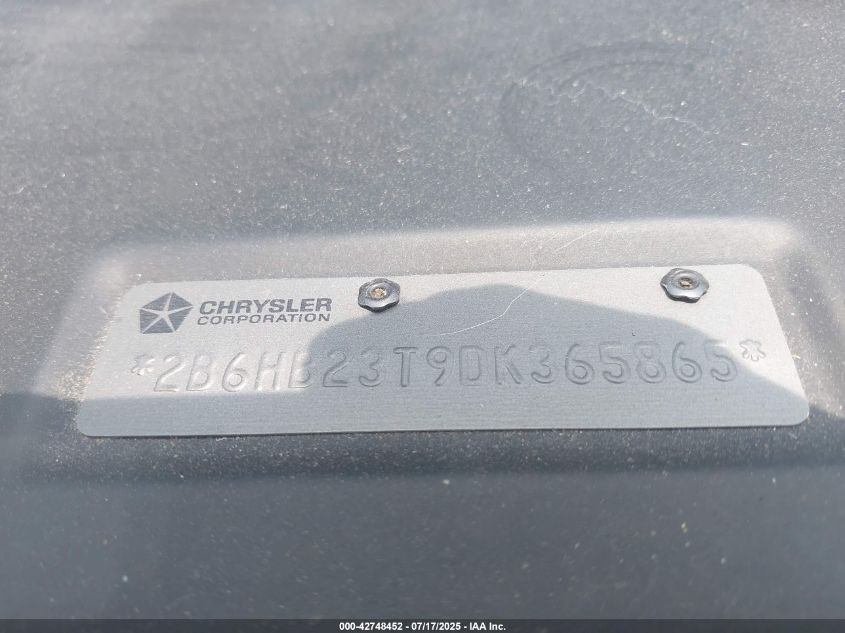 CHRYSLER
CORPORATION
*2B6HB23T9DK365865*
000-42748452 - 07/17/2025 - IAA Inc.